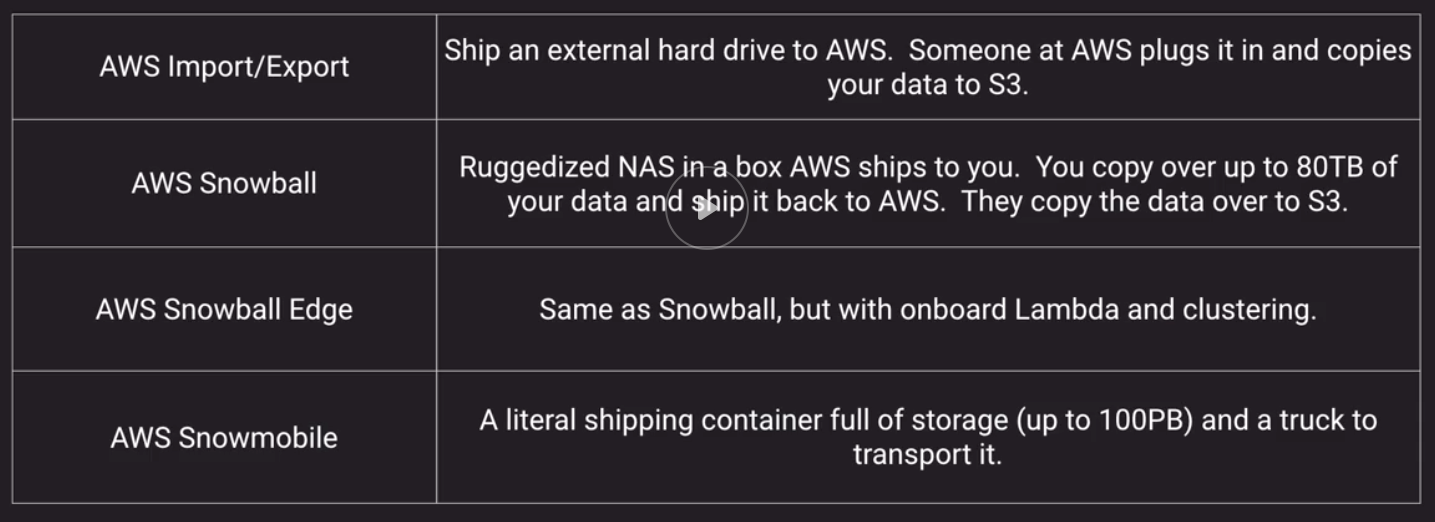 AWS Import/Export
Ship an external hard drive to AWS.  Someone at AWS plugs it in and copies
your data to S3.
AWS Snowball
Ruggedized NAS in a box AWS ships to you.  You copy over up to 80TB of
your data and ship it back to AWS.  They copy the data over to S3.
AWS Snowball Edge
Same as Snowball, but with onboard Lambda and clustering.
AWS Snowmobile
A literal shipping container full of storage (up to 100PB) and a truck to
transport it.